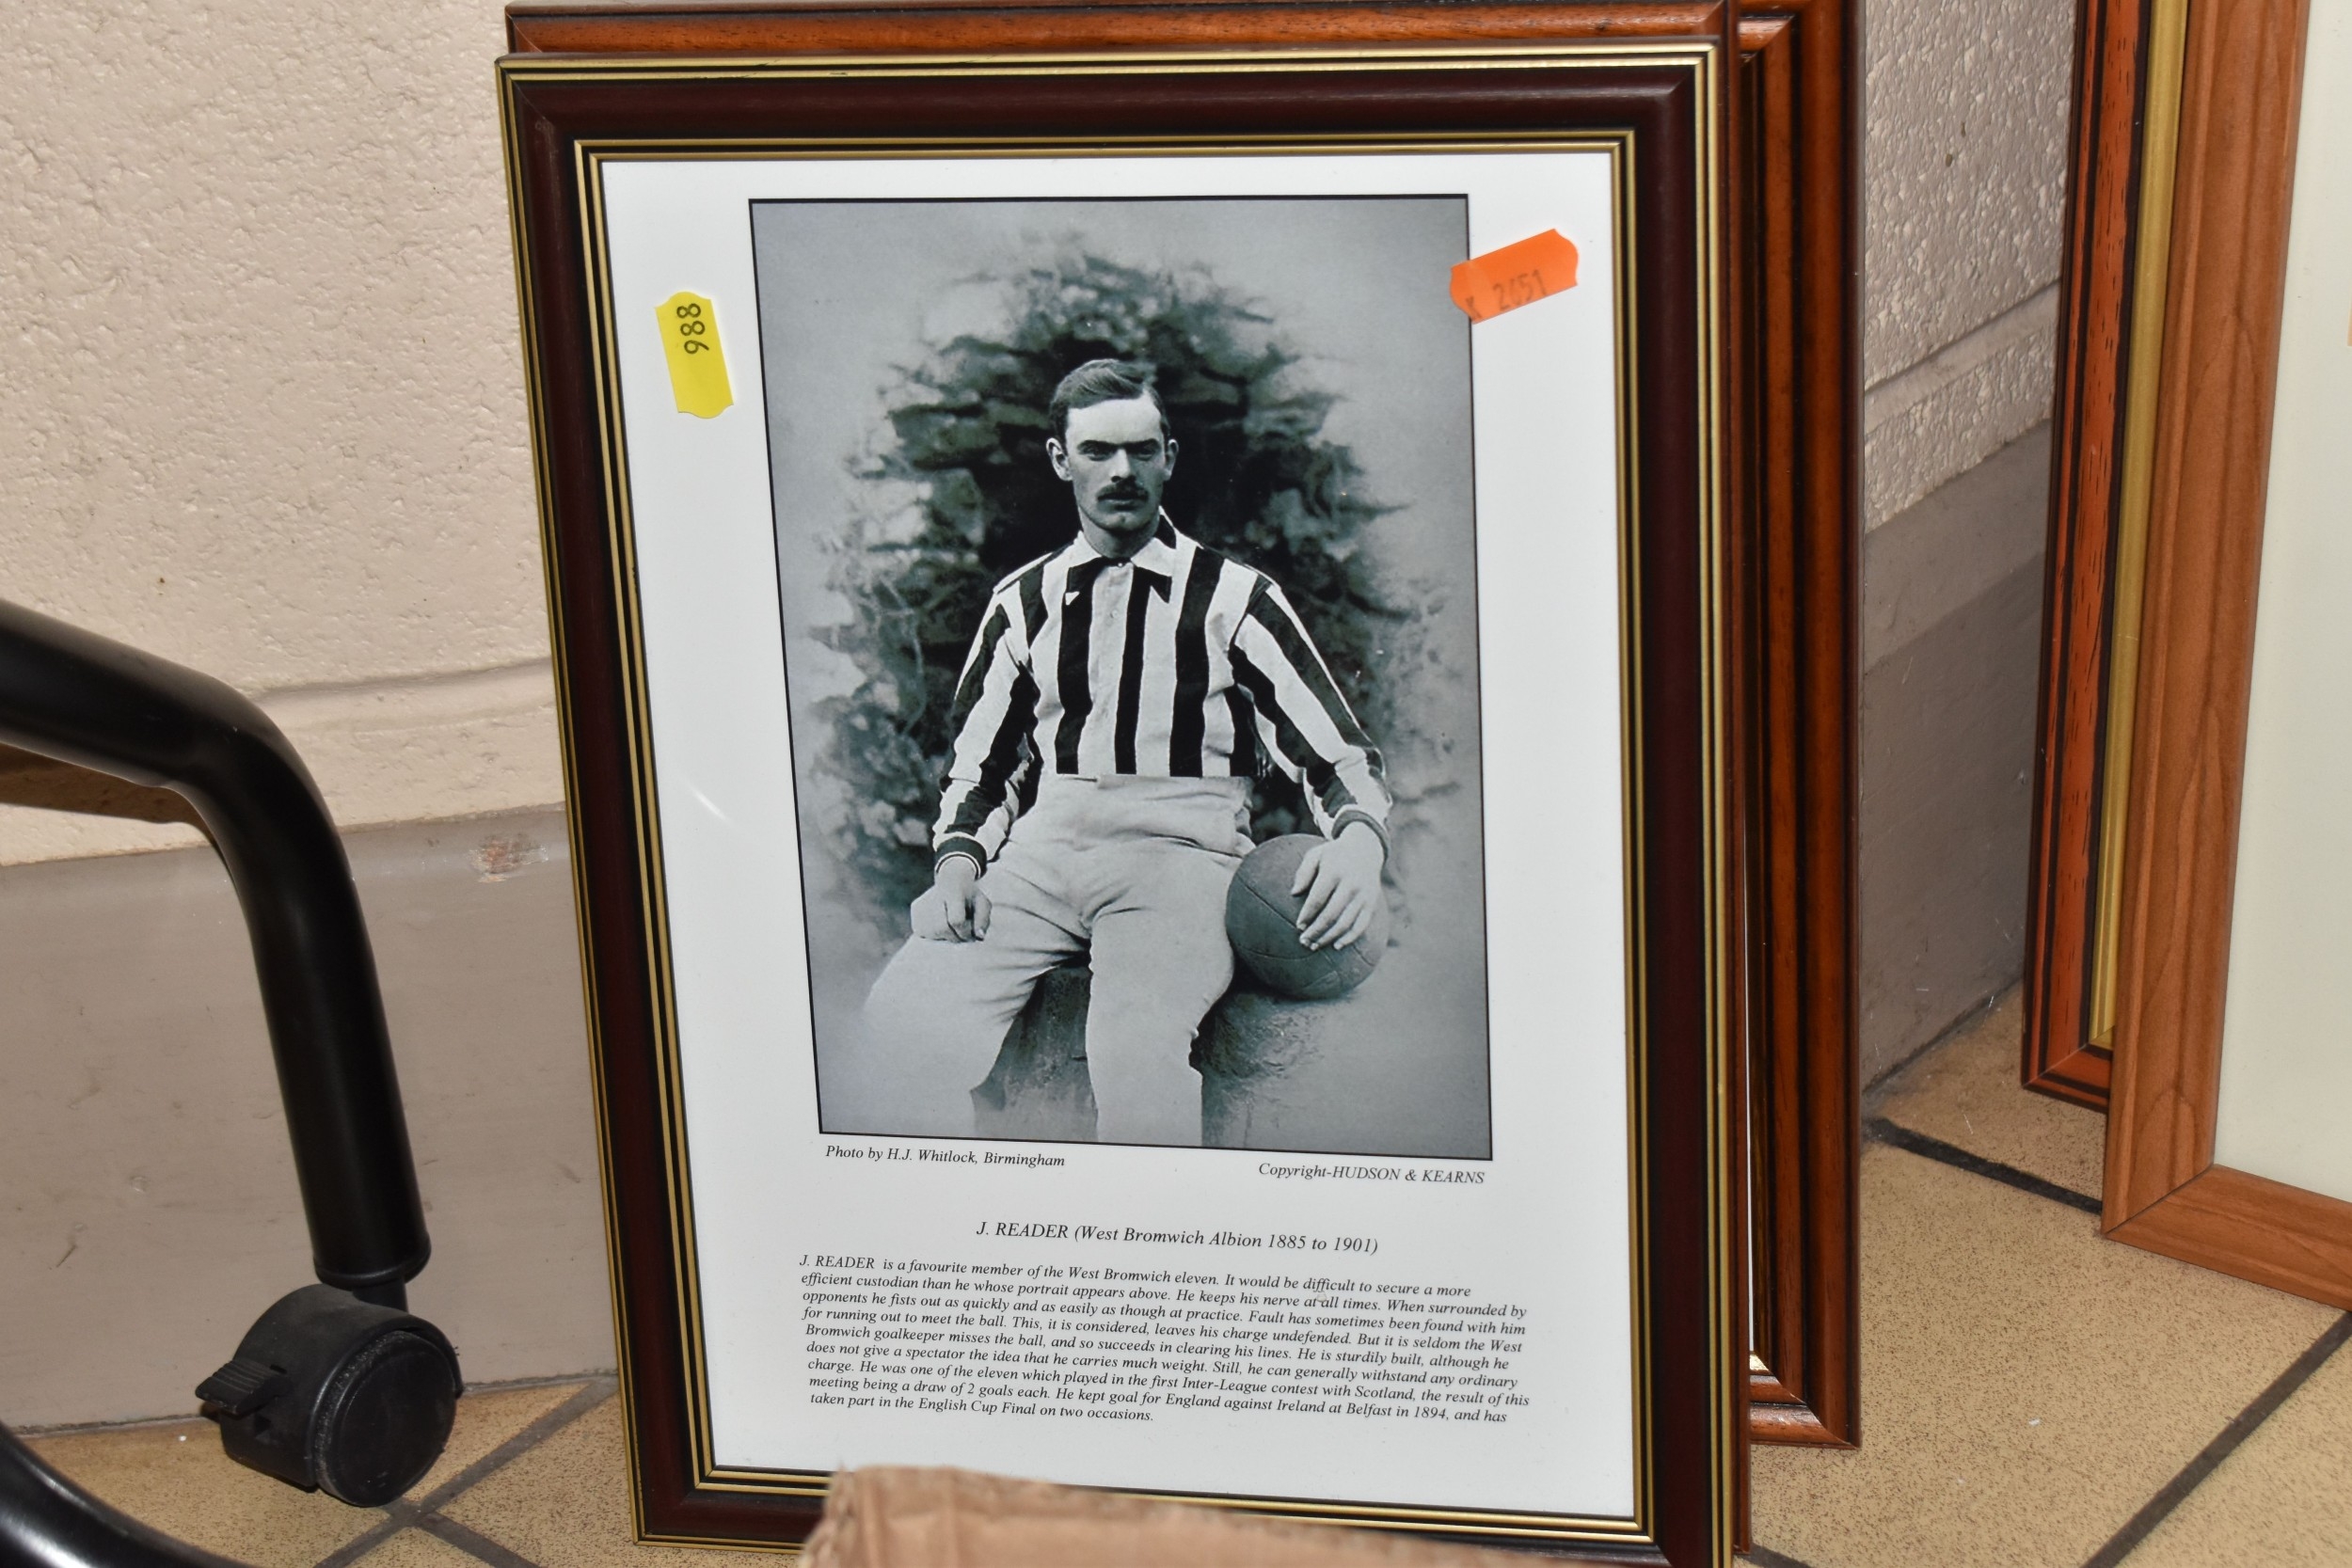 988
2651
Photo by H.J. Whitlock, Birmingham
Copyright-HUDSON & KEARNS
J. READER (West Bromwich Albion 1885 to 1901)
J. READER is a favourite member of the West Bromwich eleven. It would be difficult to secure a more
efficient custodian than he whose portrait appears above. He keeps his nerve at all times. When surrounded by
opponents he fists out as quickly and as easily as though at practice. Fault has sometimes been found with him
for running out to meet the ball. This, it is considered, leaves his charge undefended. But it is seldom the West
Bromwich goalkeeper misses the ball, and so succeeds in clearing his lines. He is sturdily built, although he
does not give a spectator the idea that he carries much weight. Still, he can generally withstand any ordinary
charge. He was one of the eleven which played in the first Inter-League contest with Scotland, the result of this
meeting being a draw of 2 goals each. He kept goal for England against Ireland at Belfast in 1894, and has
taken part in the English Cup Final on two occasions.